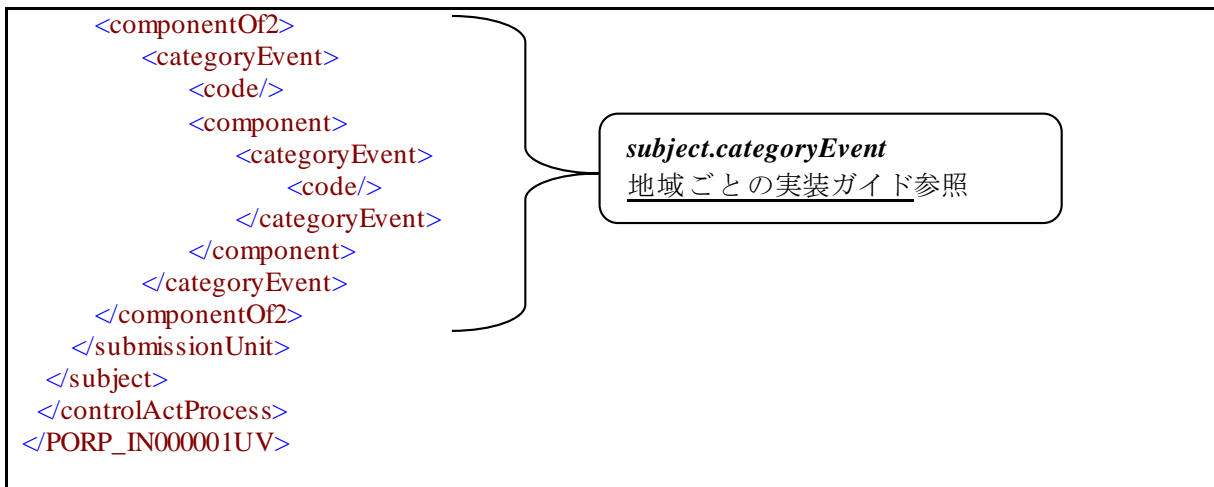 <componentOf2>
<categoryEvent>
<code/>
<component>
<categoryEvent>
<code/>
</categoryEvent>
</component>
</categoryEvent>
</componentOf2>
</submissionUnit>
</subject>
</controlActProcess>
</PORP_IN000001UV>
subject.categoryEvent
地域ごとの実装ガイド参照